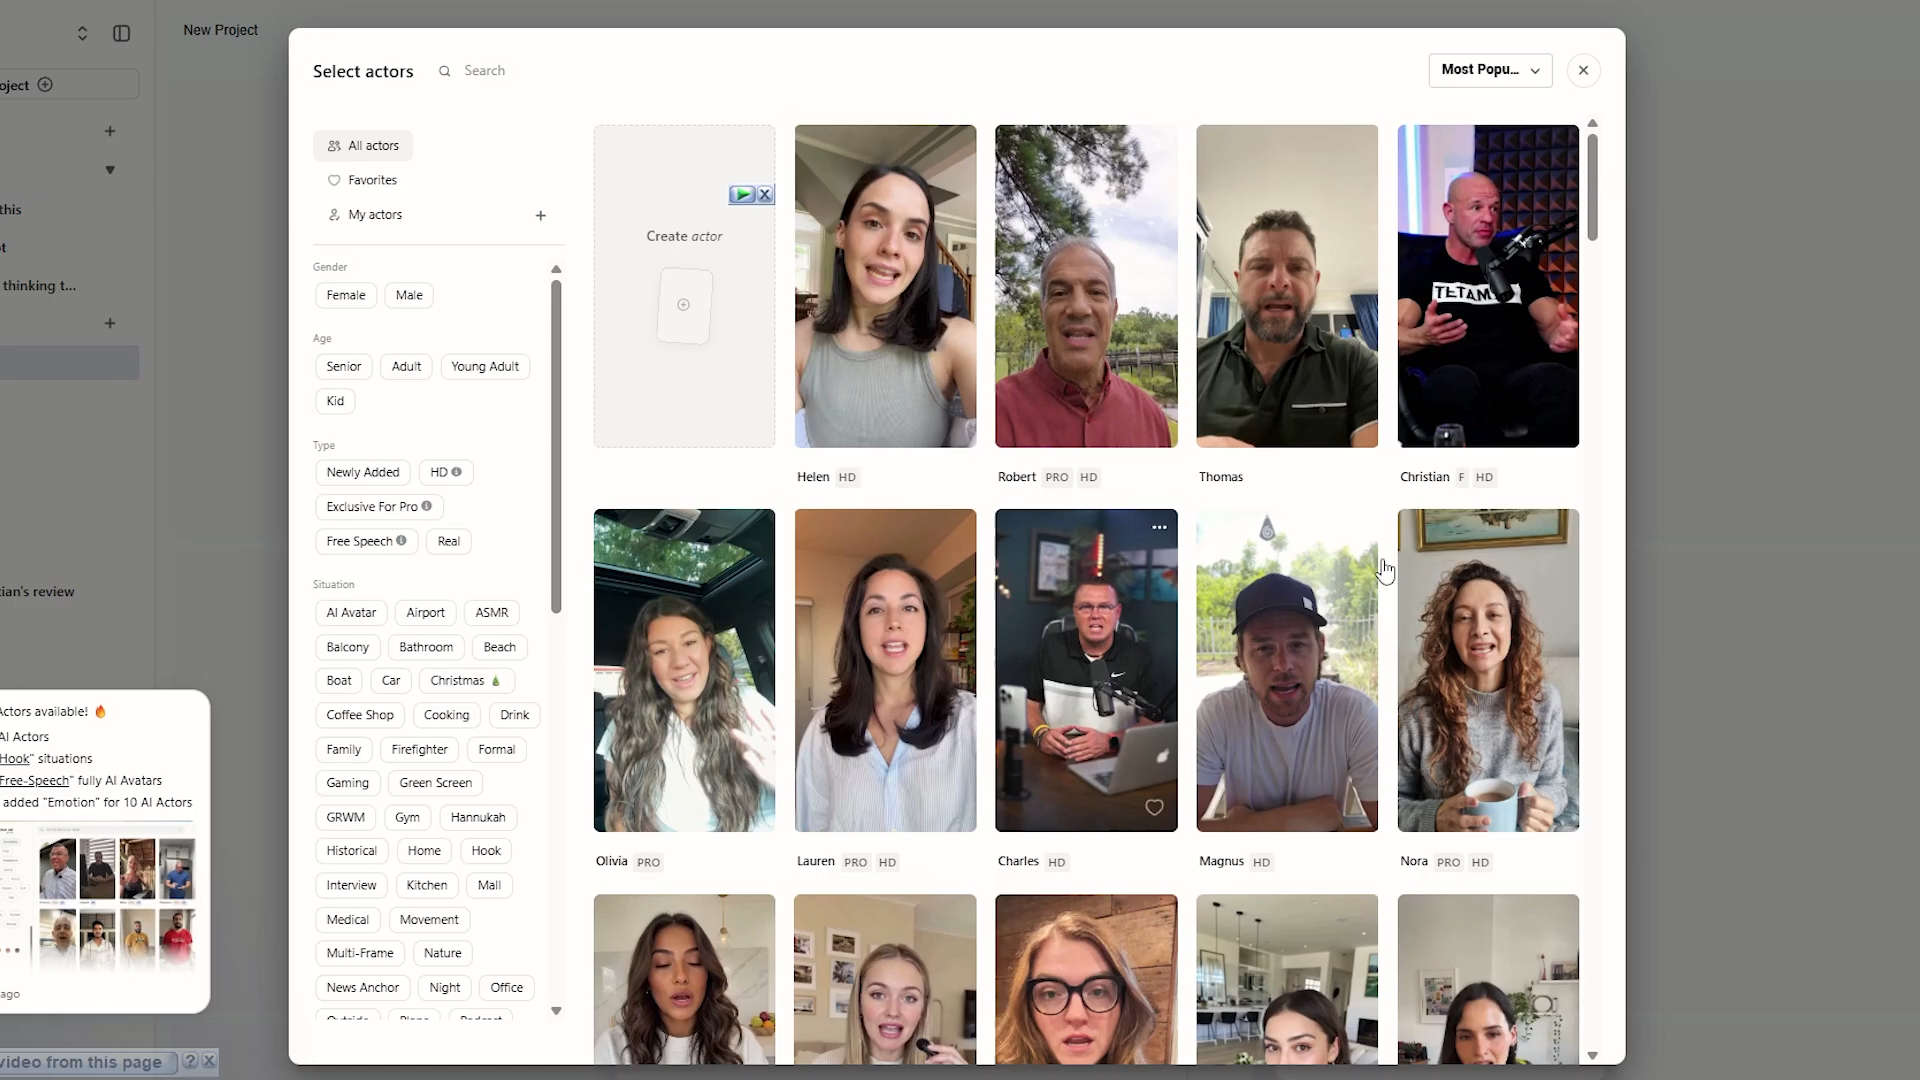 New Project
oject
this
t
thinking t...
tian's review
Actors available! 🔥
AI Actors
Hook" situations
Free-Speech" fully AI Avatars
added "Emotion" for 10 AI Actors
ago
video from this page
Select actors
Search
Most Popu...
All actors
Favorites
My actors
Gender
Female Male
Age
Senior Adult Young Adult
Kid
Type
Newly Added HD
Exclusive For Pro
Free Speech Real
Situation
AI Avatar Airport ASMR
Balcony Bathroom Beach
Boat Car Christmas 🎄
Coffee Shop Cooking Drink
Family Firefighter Formal
Gaming Green Screen
GRWM Gym Hannukah
Historical Home Hook
Interview Kitchen Mall
Medical Movement
Multi-Frame Nature
News Anchor Night Office
Outside Plane Podcast
Create actor
Helen HD
Robert PRO HD
Thomas
Christian F HD
Olivia PRO
Lauren PRO HD
Charles HD
Magnus HD
Nora PRO HD